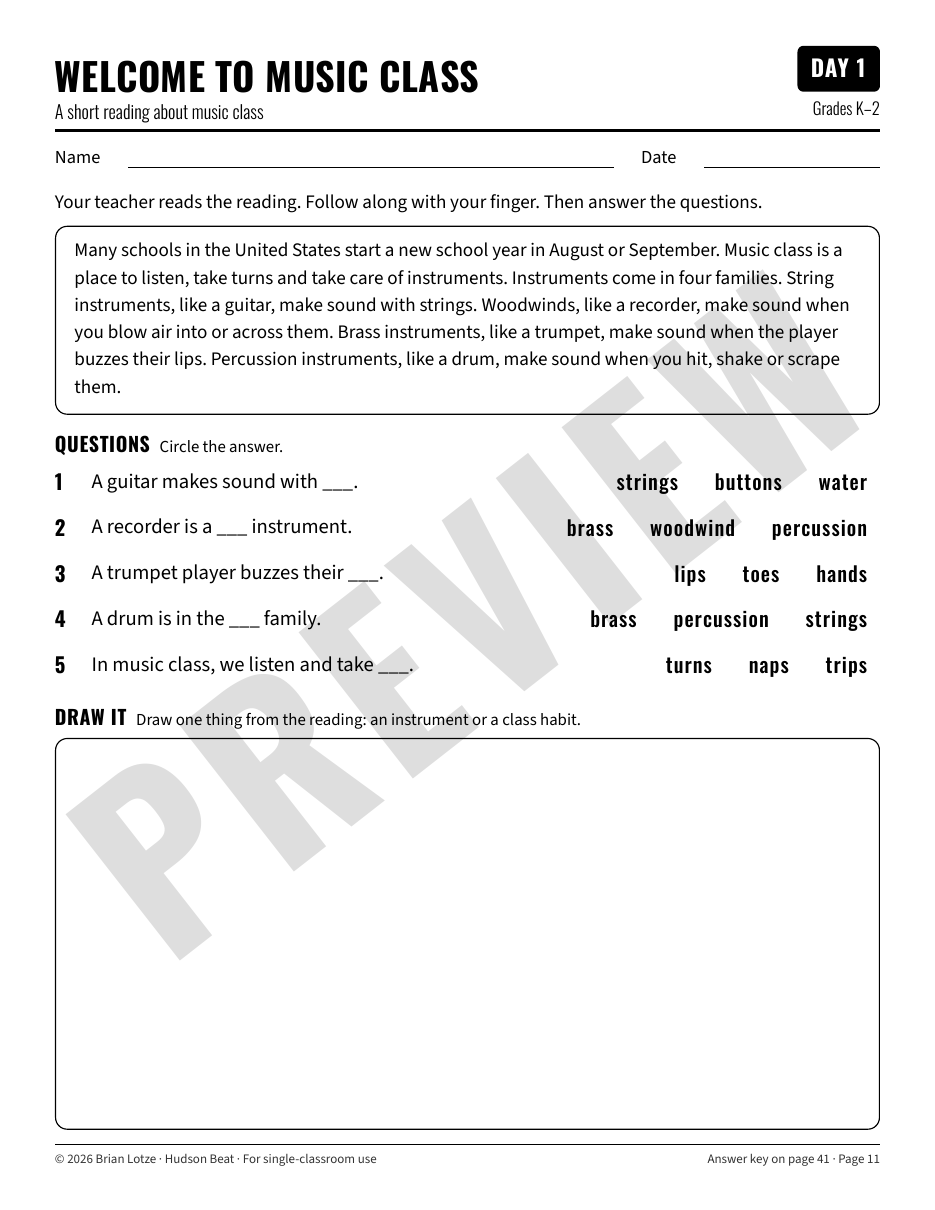 WELCOME TO MUSIC CLASS
DAY 1
A short reading about music class
Grades K–2
Name
Date
Your teacher reads the reading. Follow along with your finger. Then answer the questions.
Many schools in the United States start a new school year in August or September. Music class is a
place to listen, take turns and take care of instruments. Instruments come in four families. String
instruments, like a guitar, make sound with strings. Woodwinds, like a recorder, make sound when
you blow air into or across them. Brass instruments, like a trumpet, make sound when the player
buzzes their lips. Percussion instruments, like a drum, make sound when you hit, shake or scrape
them.
QUESTIONS Circle the answer.
1 A guitar makes sound with ___. strings buttons water
2 A recorder is a ___ instrument. brass woodwind percussion
3 A trumpet player buzzes their ___. lips toes hands
4 A drum is in the ___ family. brass percussion strings
5 In music class, we listen and take ___. turns naps trips
DRAW IT Draw one thing from the reading: an instrument or a class habit.
PREVIEW
© 2026 Brian Lotze · Hudson Beat · For single-classroom use
Answer key on page 41 · Page 11